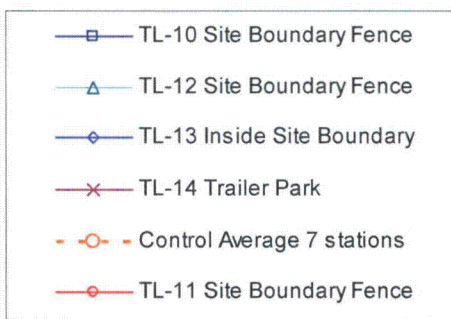 TL-10 Site Boundary Fence
TL-12 Site Boundary Fence
TL-13 Inside Site Boundary
TL-14 Trailer Park
Control Average 7 stations
TL-11 Site Boundary Fence